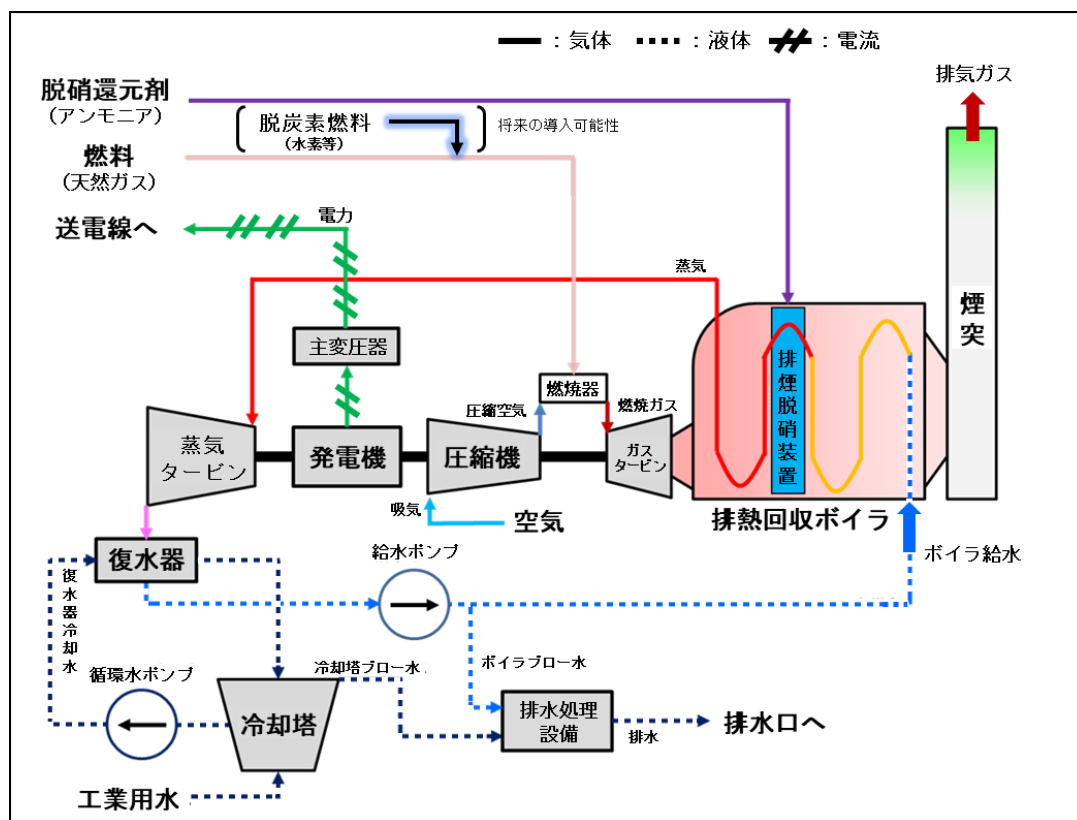 ：気体 ：液体 ：電流
脱硝還元剤
（アンモニア）
脱炭素燃料
（水素等）
将来の導入可能性
燃料
（天然ガス）
排気ガス
送電線へ
電力
蒸気
煙突
主変圧器
燃焼器
圧縮空気
燃焼ガス
排煙脱硝装置
蒸気
タービン
発電機
圧縮機
ガス
タービン
吸気
空気
排熱回収ボイラ
復水器
給水ポンプ
ボイラ給水
復水器冷却水
循環水ポンプ
冷却塔ブロー水
ボイラブロー水
冷却塔
排水処理
設備
排水
排水口へ
工業用水